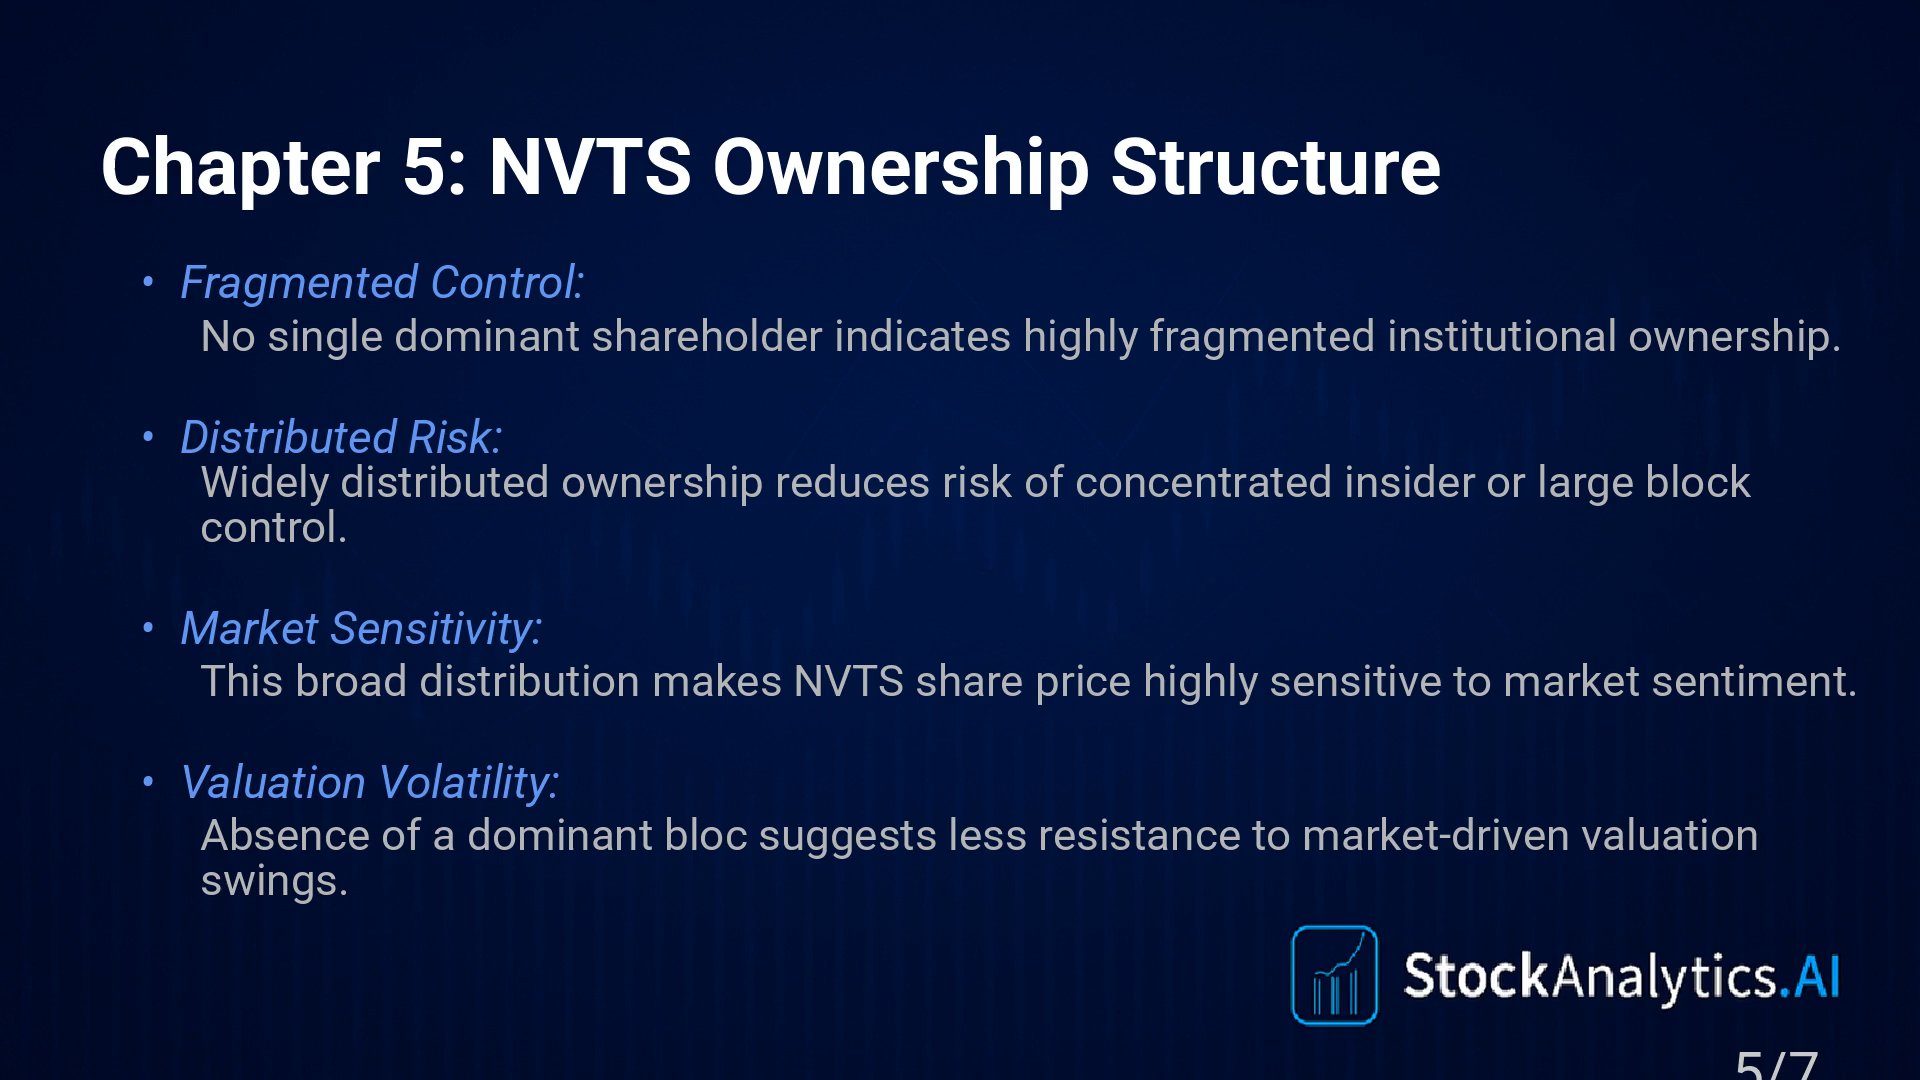 Chapter 5: NVTS Ownership Structure
• Fragmented Control:
No single dominant shareholder indicates highly fragmented institutional ownership.
• Distributed Risk:
Widely distributed ownership reduces risk of concentrated insider or large block
control.
• Market Sensitivity:
This broad distribution makes NVTS share price highly sensitive to market sentiment.
• Valuation Volatility:
Absence of a dominant bloc suggests less resistance to market-driven valuation
swings.
StockAnalytics.AI
5/7